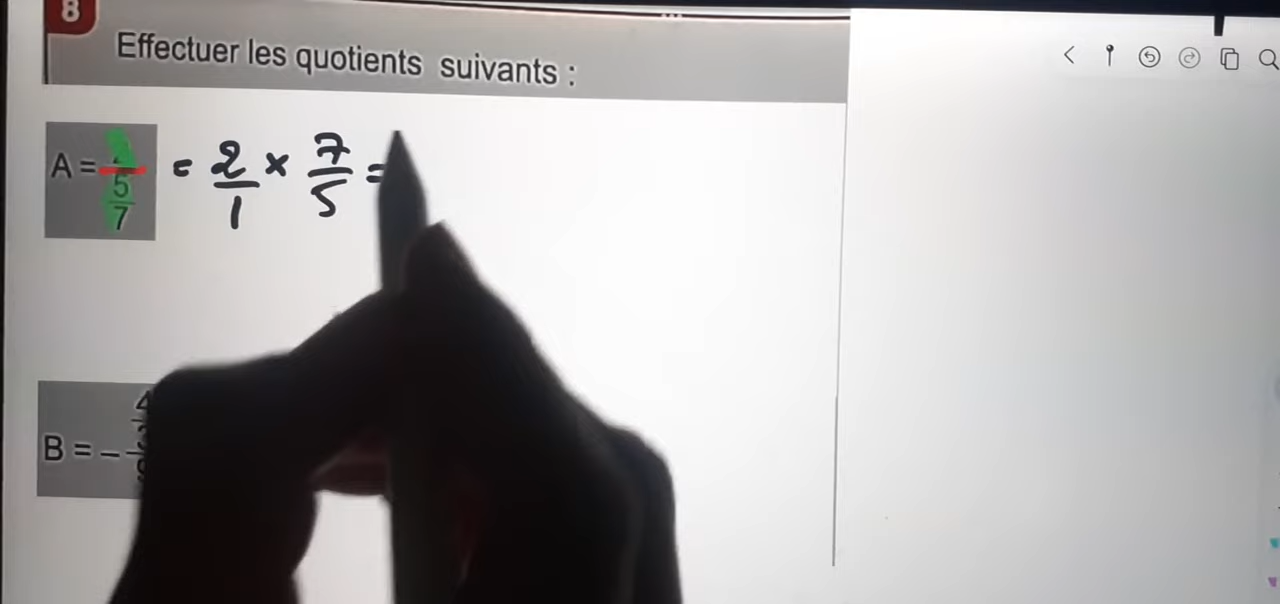 8
Effectuer les quotients suivants :
A = 5/7 = 2/1 × 7/5 =
B = -